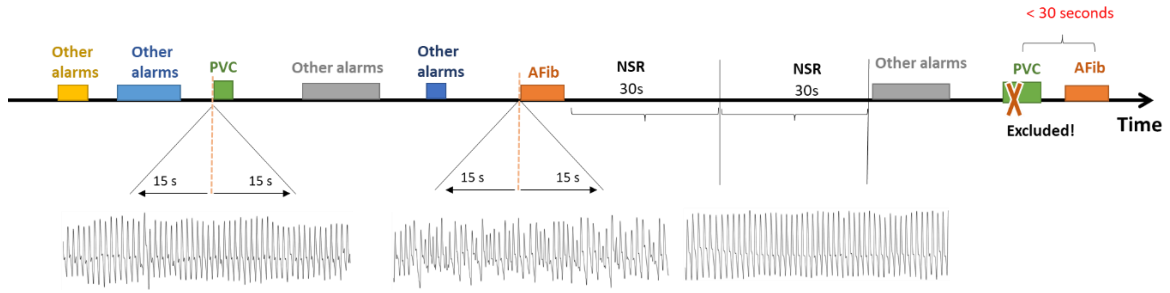 < 30 seconds
Other
alarms
Other
alarms
PVC
Other alarms
Other
alarms
AFib
NSR
30s
NSR
30s
Other alarms
PVC
AFib
Excluded!
Time
15 s
15 s
15 s
15 s